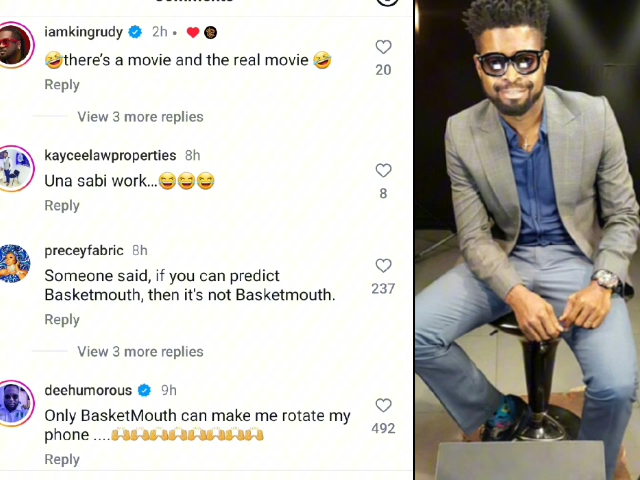 iamkingrudy 2h •
🤣there's a movie and the real movie 🤣
20
Reply
View 3 more replies
kayceelawproperties 8h
Una sabi work...😅😅😅
8
Reply
preceyfabric 8h
Someone said, if you can predict
Basketmouth, then it's not Basketmouth.
237
Reply
View 3 more replies
deehumorous 9h
Only BasketMouth can make me rotate my
phone ....🙌🙌🙌🙌🙌🙌🙌🙌
492
Reply